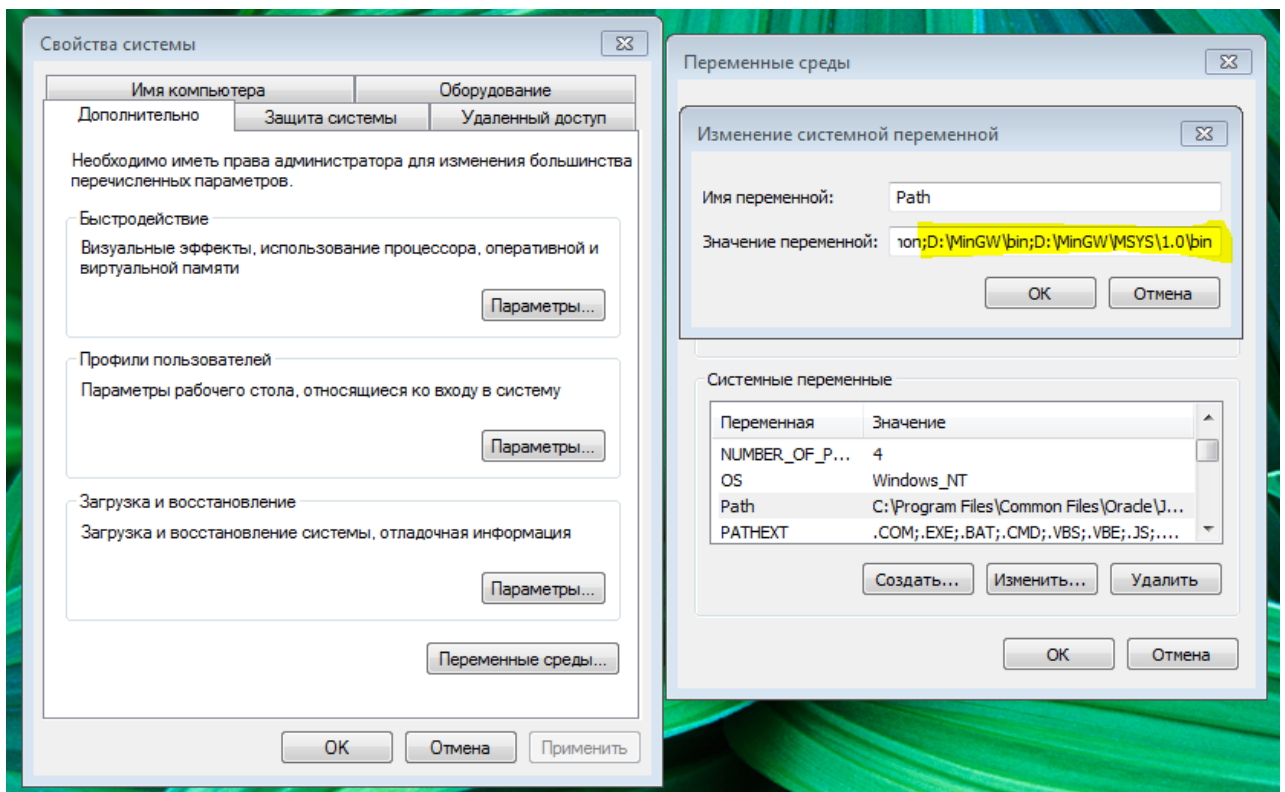 Свойства системы
Имя компьютера
Оборудование
Дополнительно
Защита системы
Удаленный доступ
Необходимо иметь права администратора для изменения большинства
перечисленных параметров.
Быстродействие
Визуальные эффекты, использование процессора, оперативной и
виртуальной памяти
Параметры...
Профили пользователей
Параметры рабочего стола, относящиеся ко входу в систему
Параметры...
Загрузка и восстановление
Загрузка и восстановление системы, отладочная информация
Параметры...
Переменные среды...
ОК
Отмена
Применить
Переменные среды
Изменение системной переменной
Имя переменной:
Path
Значение переменной:
non;D:\MinGW\bin;D:\MinGW\MSYS\1.0\bin
ОК
Отмена
Системные переменные
Переменная
Значение
NUMBER_OF_P...
4
OS
Windows_NT
Path
C:\Program Files\Common Files\Oracle\J...
PATHEXT
.COM;.EXE;.BAT;.CMD;.VBS;.VBE;.JS;....
Создать...
Изменить...
Удалить
ОК
Отмена